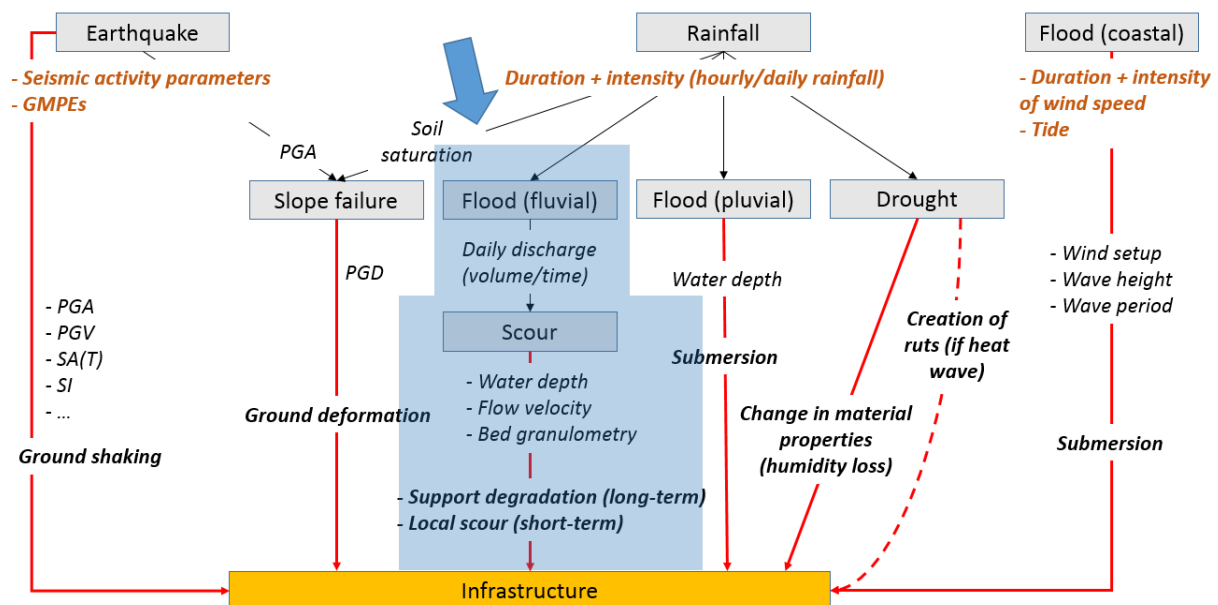 Earthquake
Rainfall
Flood (coastal)
- Seismic activity parameters
- GMPEs
Duration + intensity (hourly/daily rainfall)
- Duration + intensity
of wind speed
- Tide
PGA
Soil
saturation
Slope failure
Flood (fluvial)
Flood (pluvial)
Drought
PGD
Daily discharge
(volume/time)
Water depth
- Wind setup
- Wave height
- Wave period
- PGA
- PGV
- SA(T)
- SI
- ...
Scour
Creation of
ruts (if heat
wave)
Submersion
- Water depth
- Flow velocity
- Bed granulometry
Ground deformation
Change in material
properties
(humidity loss)
Ground shaking
Submersion
- Support degradation (long-term)
- Local scour (short-term)
Infrastructure